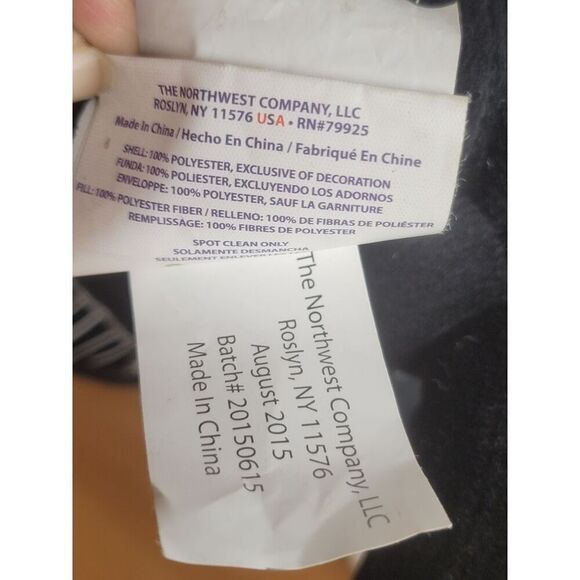 THE NORTHWEST COMPANY, LLC
ROSLYN, NY 11576 USA • RN#79925
Made In China / Hecho En China / Fabriqué En Chine
SHELL: 100% POLYESTER, EXCLUSIVE OF DECORATION
FUNDA: 100% POLIESTER, EXCLUYENDO LOS ADORNOS
ENVELOPPE: 100% POLYESTER, SAUF LA GARNITURE
FILL: 100% POLYESTER FIBER / RELLENO: 100% DE FIBRAS DE POLIÉSTER
REMPLISSAGE: 100% FIBRES DE POLYESTER
SPOT CLEAN ONLY
SOLAMENTE DESMANCHA
SEULEMENT ENLEVER
The Northwest Company, LLC
Roslyn, NY 11576
August 2015
Batch# 20150615
Made In China